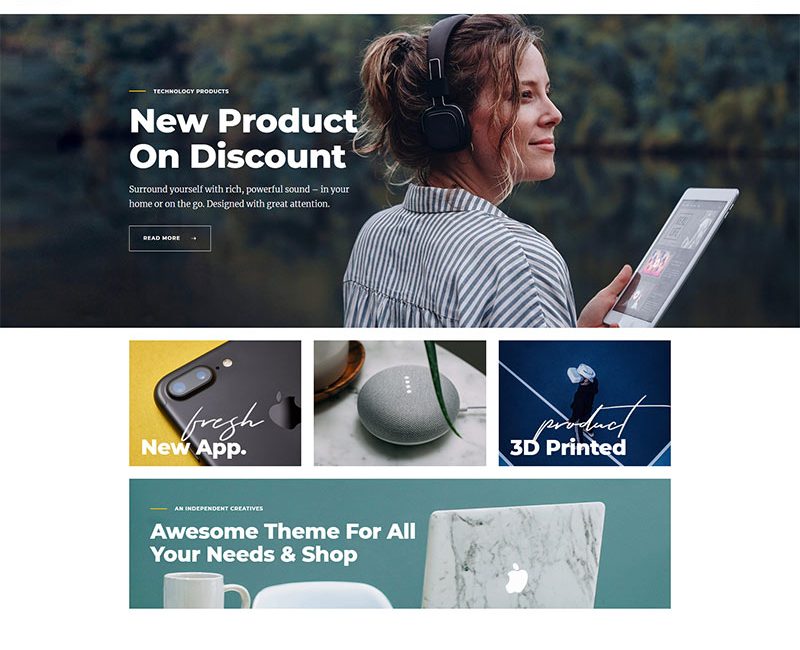 TECHNOLOGY PRODUCTS
New Product
On Discount
Surround yourself with rich, powerful sound – in your
home or on the go. Designed with great attention.
READ MORE →
fresh
New App.
product
3D Printed
AN INDEPENDENT CREATIVES
Awesome Theme For All
Your Needs & Shop